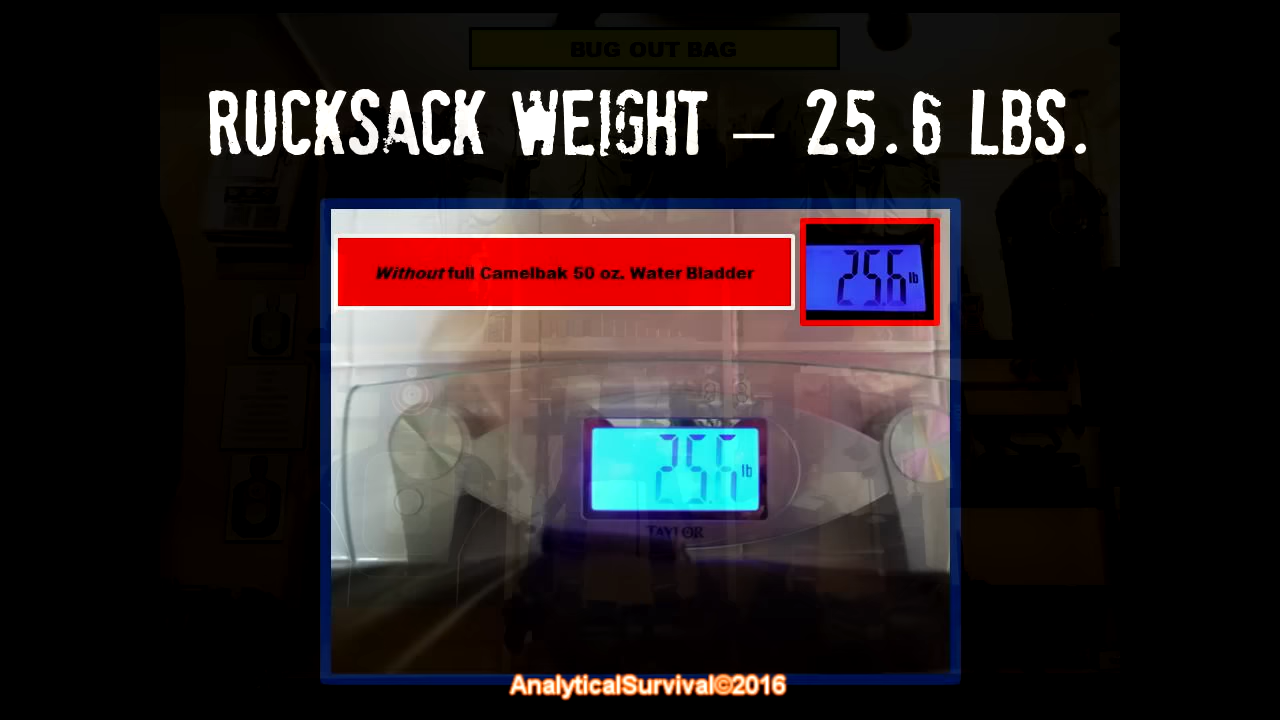 BUG OUT BAG
RUCKSACK WEIGHT – 25.6 LBS.
Without full Camelbak 50 oz. Water Bladder
25.6 lb
25.6 lb
TAYLOR
AnalyticalSurvival©2016